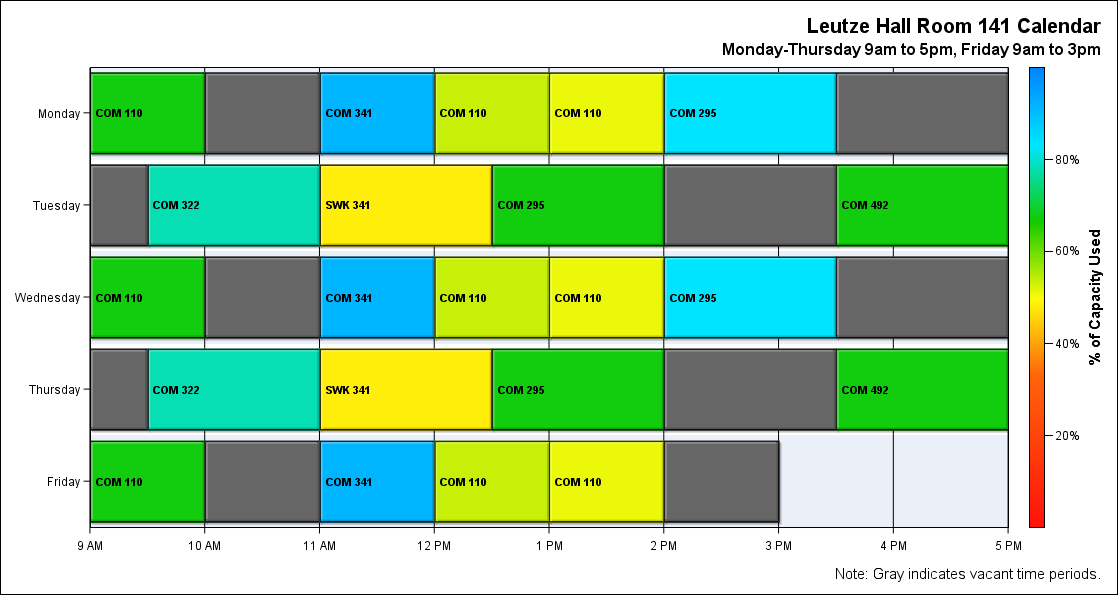 Leutze Hall Room 141 Calendar
Monday-Thursday 9am to 5pm, Friday 9am to 3pm
Monday
COM 110
COM 341
COM 110
COM 110
COM 295
Tuesday
COM 322
SWK 341
COM 295
COM 492
Wednesday
COM 110
COM 341
COM 110
COM 110
COM 295
Thursday
COM 322
SWK 341
COM 295
COM 492
Friday
COM 110
COM 341
COM 110
COM 110
9 AM
10 AM
11 AM
12 PM
1 PM
2 PM
3 PM
4 PM
5 PM
80%
60%
40%
20%
% of Capacity Used
Note: Gray indicates vacant time periods.